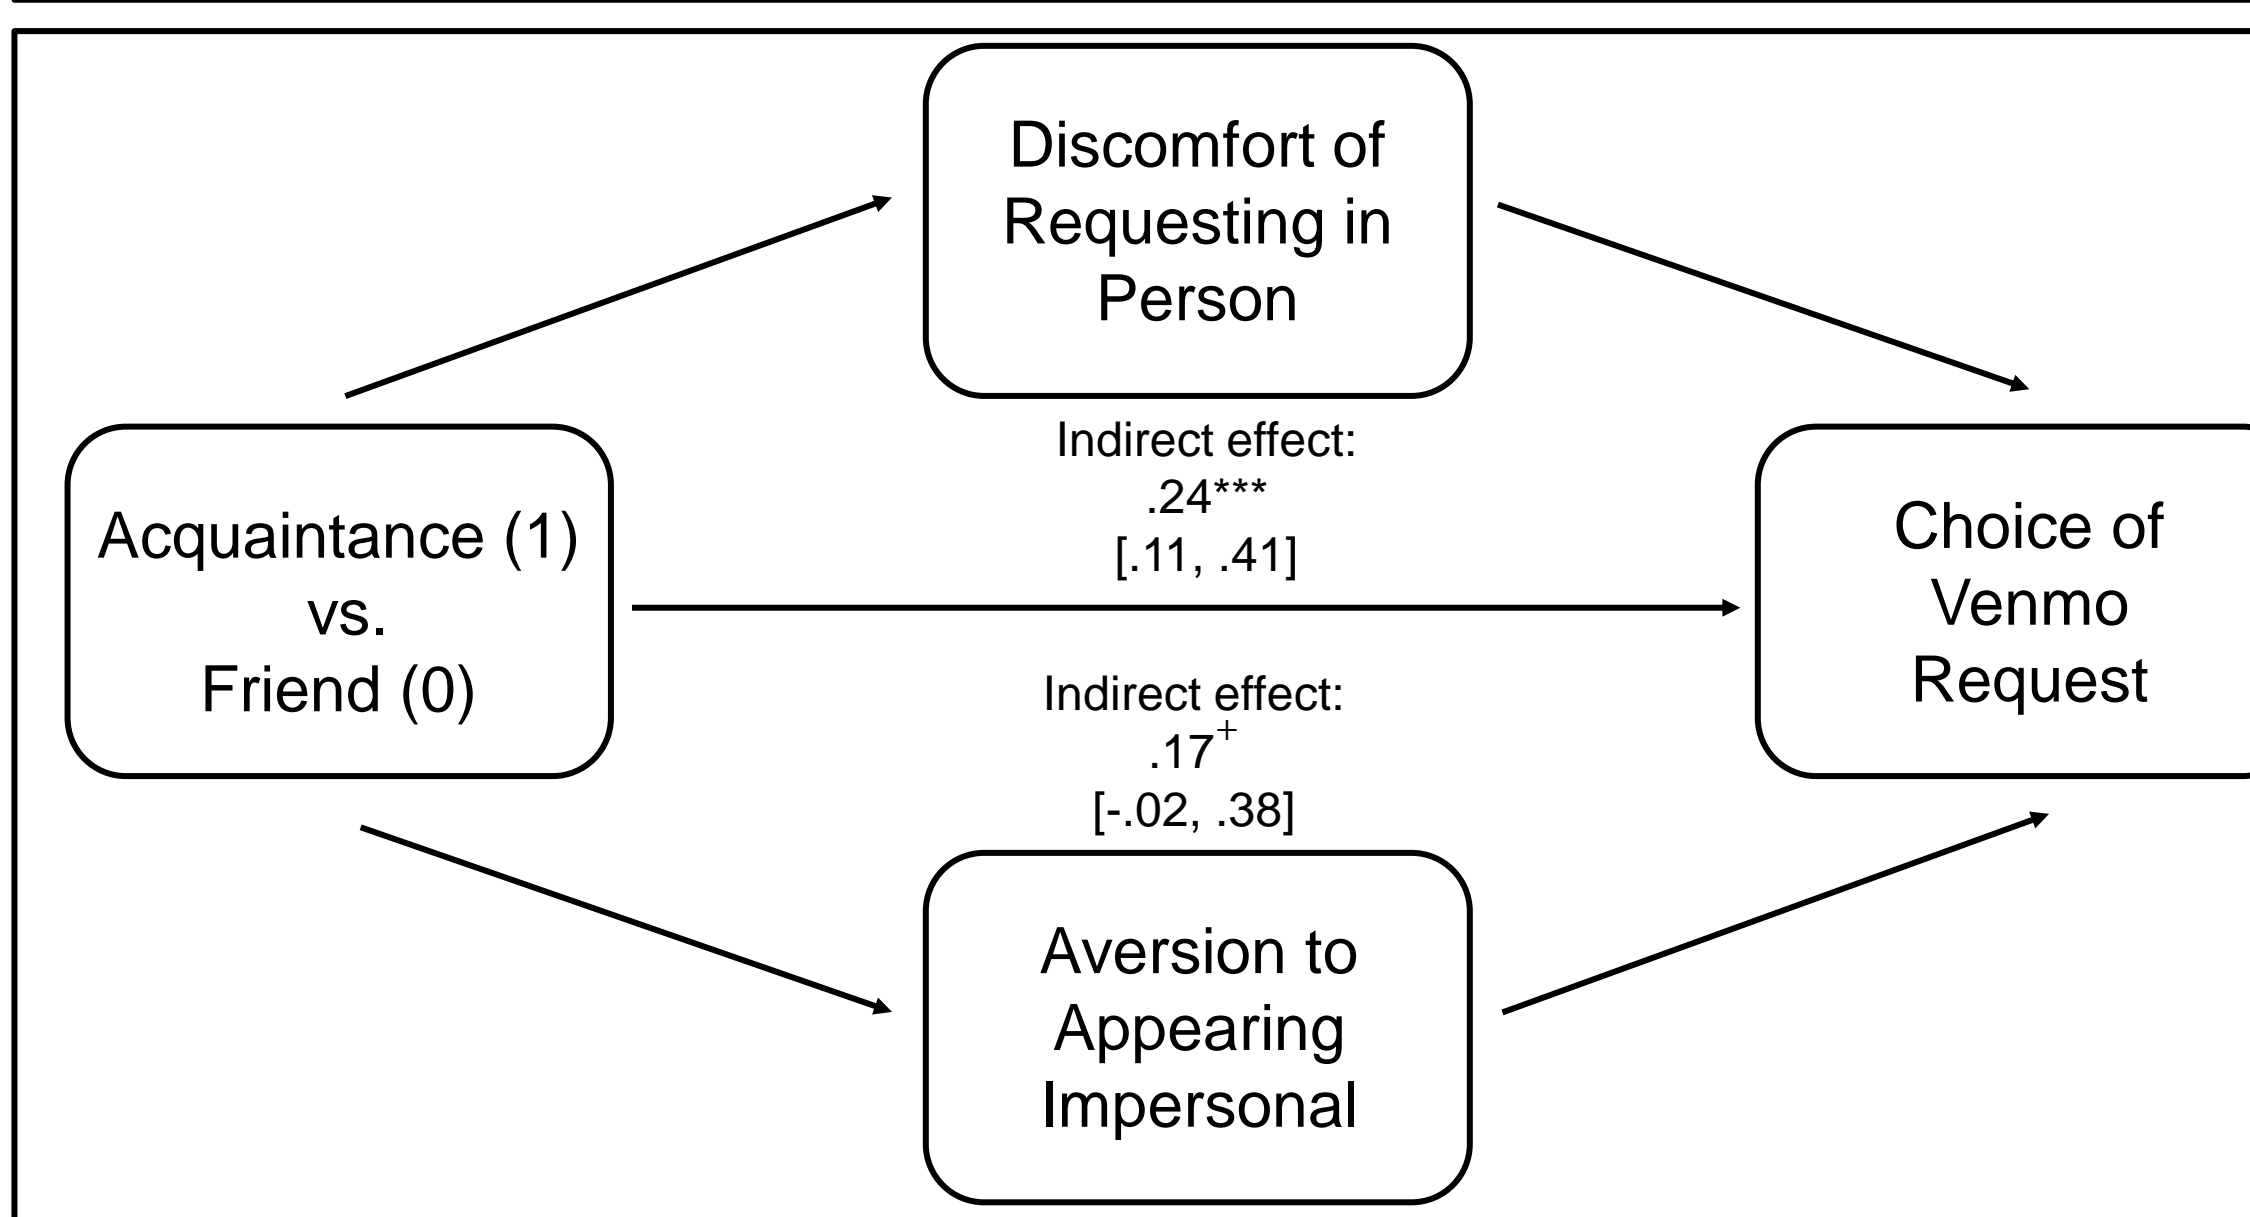 Discomfort of
Requesting in
Person
Indirect effect:
.24***
[.11, .41]
Acquaintance (1)
vs.
Friend (0)
Choice of
Venmo
Request
Indirect effect:
.17⁺
[-.02, .38]
Aversion to
Appearing
Impersonal